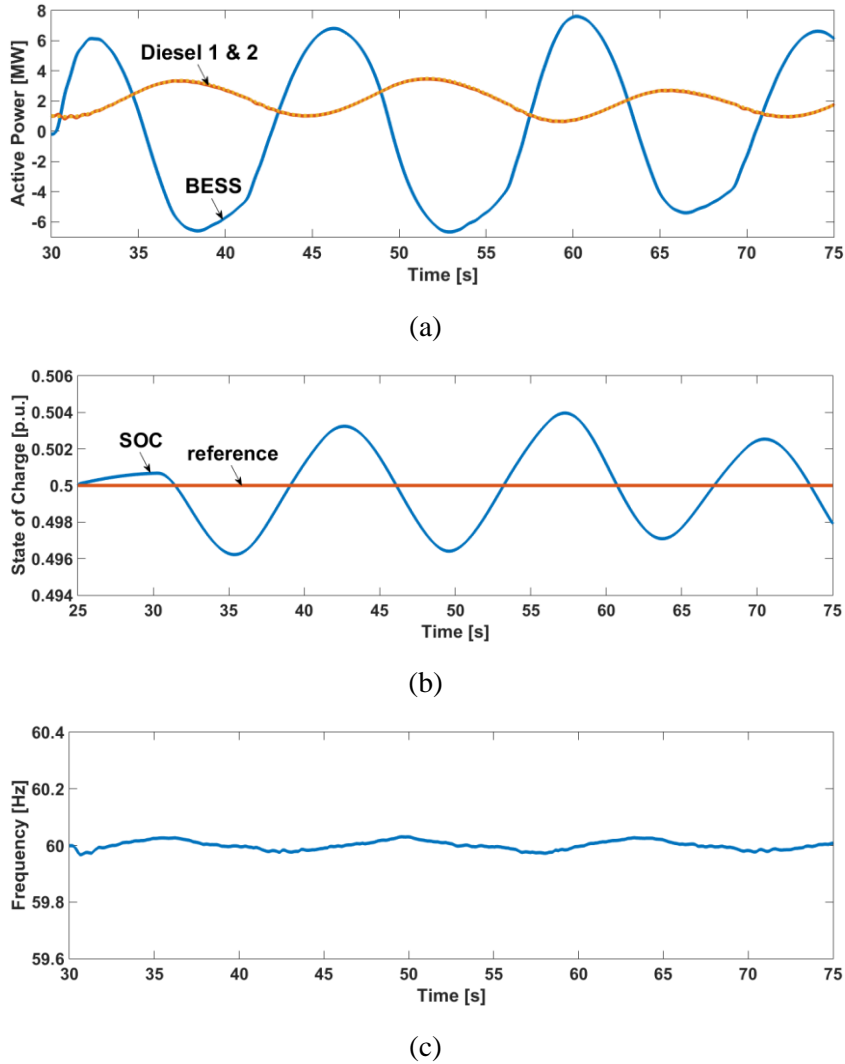 8
6
4
2
0
-2
-4
-6
Active Power [MW]
Diesel 1 & 2
BESS
30 35 40 45 50 55 60 65 70 75
Time [s]
(a)
0.506
0.504
0.502
0.5
0.498
0.496
0.494
State of Charge [p.u.]
SOC
reference
25 30 35 40 45 50 55 60 65 70 75
Time [s]
(b)
60.4
60.2
60
59.8
59.6
Frequency [Hz]
30 35 40 45 50 55 60 65 70 75
Time [s]
(c)